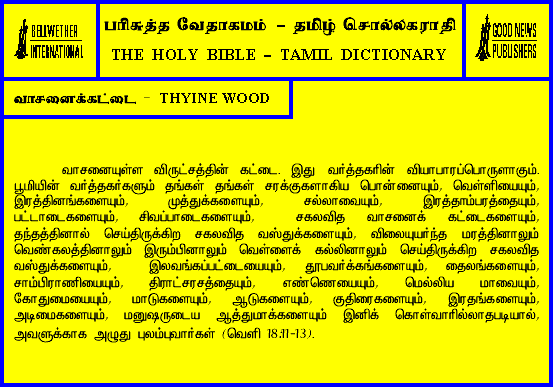 BELLWETHER
INTERNATIONAL
பரிசுத்த வேதாகமம் - தமிழ் சொல்லகராதி
THE HOLY BIBLE - TAMIL DICTIONARY
GOOD NEWS
PUBLISHERS
வாசனைக்கட்டை - THYINE WOOD
வாசனையுள்ள விருட்சத்தின் கட்டை. இது வர்த்தகரின் வியாபாரப்பொருளாகும்.
பூமியின் வர்த்தகர்களும் தங்கள் தங்கள் சரக்குகளாகிய பொன்னையும், வெள்ளியையும்,
இரத்தினங்களையும், முத்துக்களையும், சல்லாவையும், இரத்தாம்பரத்தையும்,
பட்டாடைகளையும், சிவப்பாடைகளையும், சகலவித வாசனைக் கட்டைகளையும்,
தந்தத்தினால் செய்திருக்கிற சகலவித வஸ்துக்களையும், விலையுயர்ந்த மரத்தினாலும்
வெண்கலத்தினாலும் இரும்பினாலும் வெள்ளைக் கல்லினாலும் செய்திருக்கிற சகலவித
வஸ்துக்களையும், இலவங்கப்பட்டையையும், தூபவர்க்கங்களையும், தைலங்களையும்,
சாம்பிராணியையும், திராட்சரசத்தையும், எண்ணெயையும், மெல்லிய மாவையும்,
கோதுமையையும், மாடுகளையும், ஆடுகளையும், குதிரைகளையும், இரதங்களையும்,
அடிமைகளையும், மனுஷருடைய ஆத்துமாக்களையும் இனிக் கொள்வாரில்லாதபடியால்,
அவளுக்காக அழுது புலம்புவார்கள் (வெளி 18:11-13).